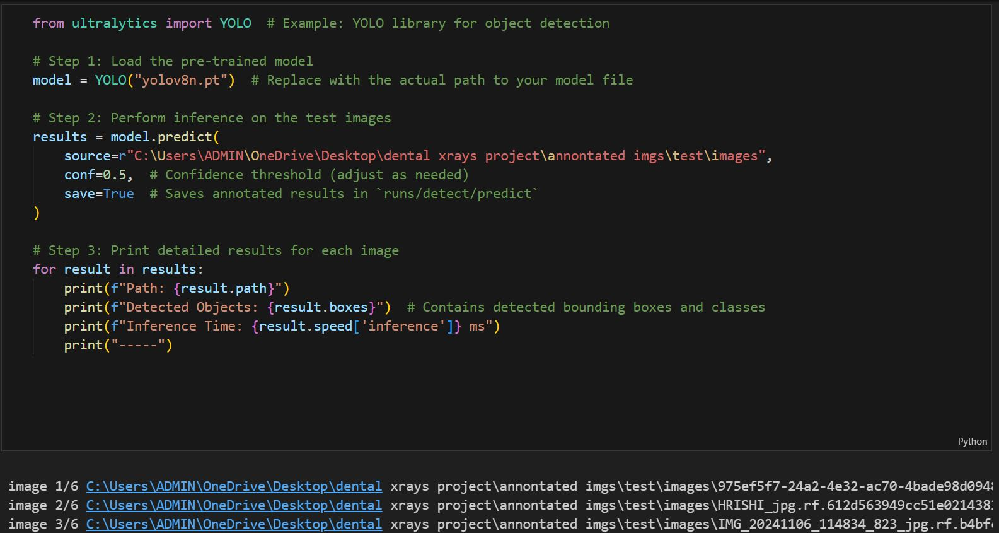 from ultralytics import YOLO  # Example: YOLO library for object detection
# Step 1: Load the pre-trained model
model = YOLO("yolov8n.pt")  # Replace with the actual path to your model file
# Step 2: Perform inference on the test images
results = model.predict(
    source=r"C:\Users\ADMIN\OneDrive\Desktop\dental xrays project\annontated imgs\test\images",
    conf=0.5,  # Confidence threshold (adjust as needed)
    save=True  # Saves annotated results in `runs/detect/predict`
)
# Step 3: Print detailed results for each image
for result in results:
    print(f"Path: {result.path}")
    print(f"Detected Objects: {result.boxes}")  # Contains detected bounding boxes and classes
    print(f"Inference Time: {result.speed['inference']} ms")
    print("-----")
Python
image 1/6 C:\Users\ADMIN\OneDrive\Desktop\dental xrays project\annontated imgs\test\images\975ef5f7-24a2-4e32-ac70-4bade98d094
image 2/6 C:\Users\ADMIN\OneDrive\Desktop\dental xrays project\annontated imgs\test\images\HRISHI_jpg.rf.612d563949cc51e021438
image 3/6 C:\Users\ADMIN\OneDrive\Desktop\dental xrays project\annontated imgs\test\images\IMG_20241106_114834_823_jpg.rf.b4bf